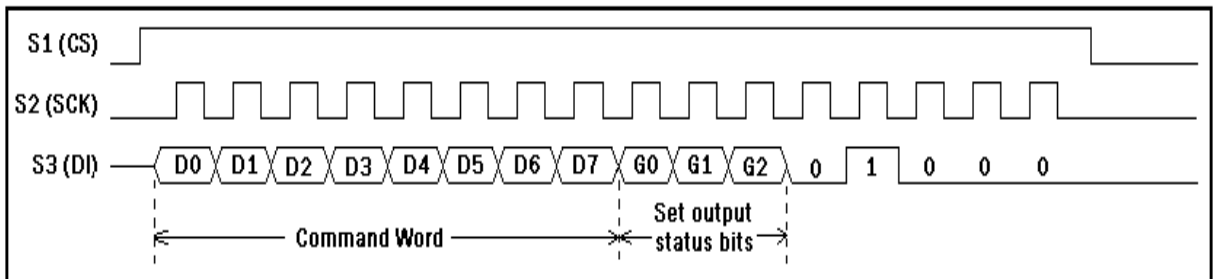 S1 (CS)
S2 (SCK)
S3 (DI) D0 D1 D2 D3 D4 D5 D6 D7 G0 G1 G2 0 1 0 0 0
Command Word
Set output
status bits